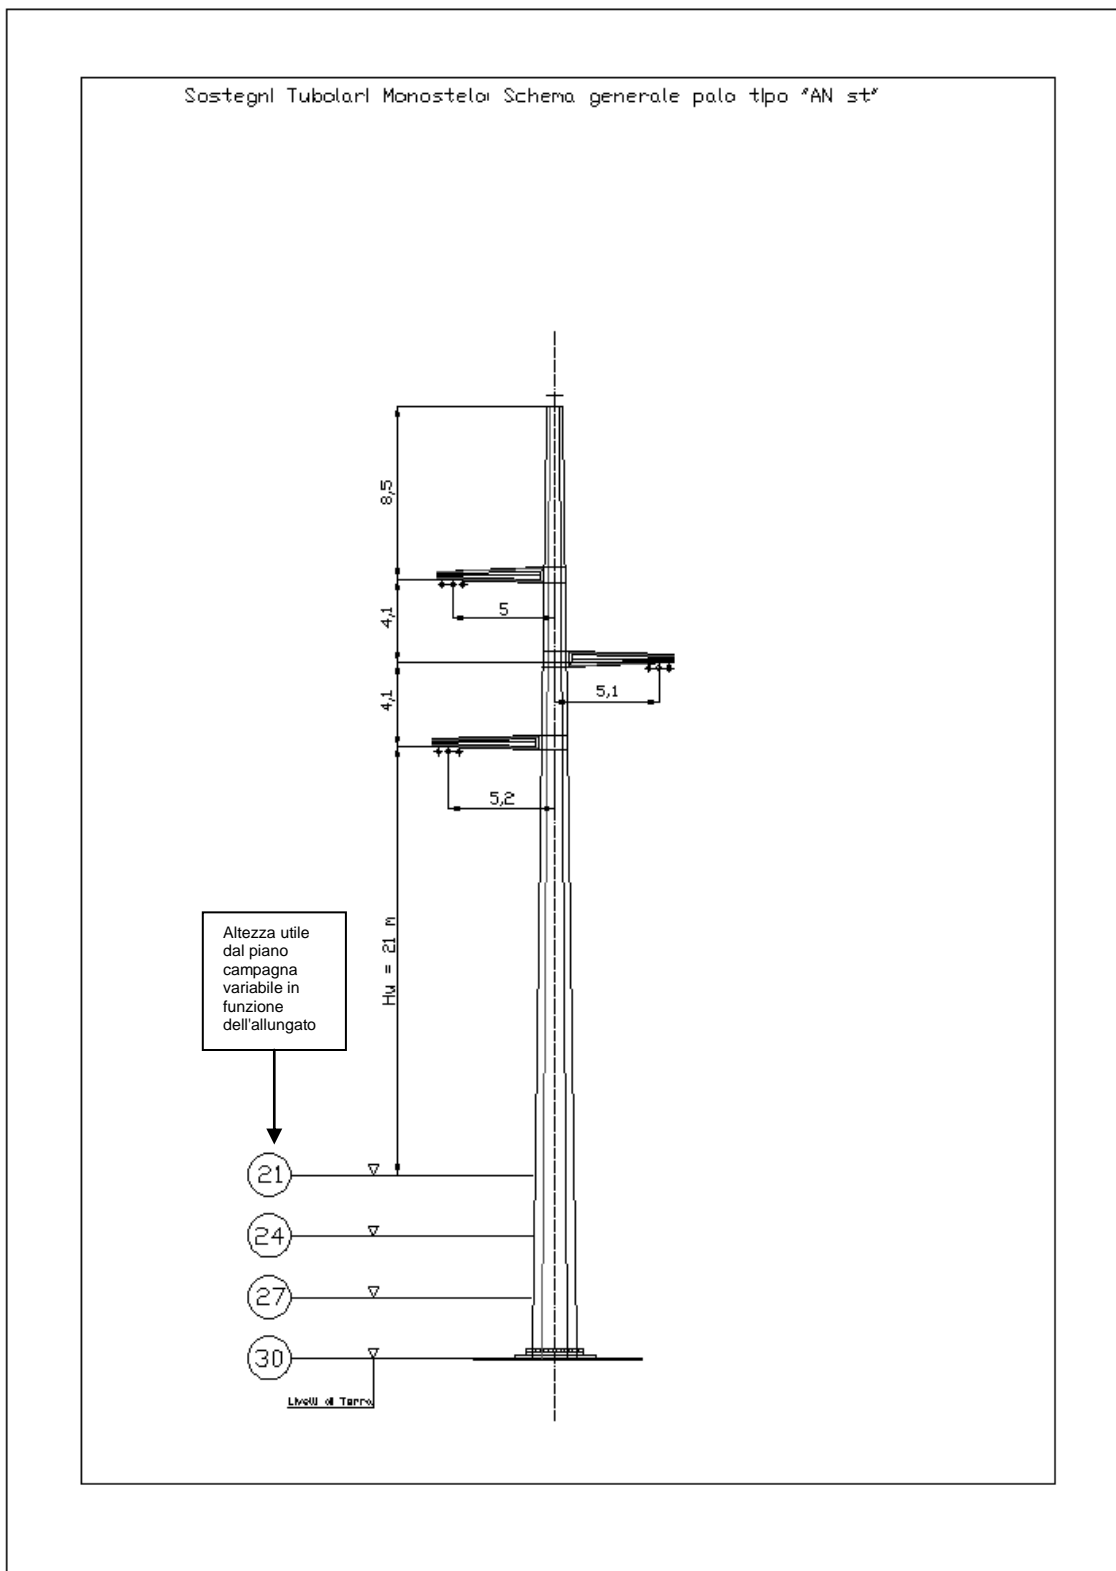 Sostegni Tubolari Monostelo: Schema generale palo tipo "AN st"
8,5
5
4,1
5,1
4,1
5,2
Hu = 21 m
Altezza utile
dal piano
campagna
variabile in
funzione
dell'allungato
21
24
27
30
Livelli di Terra